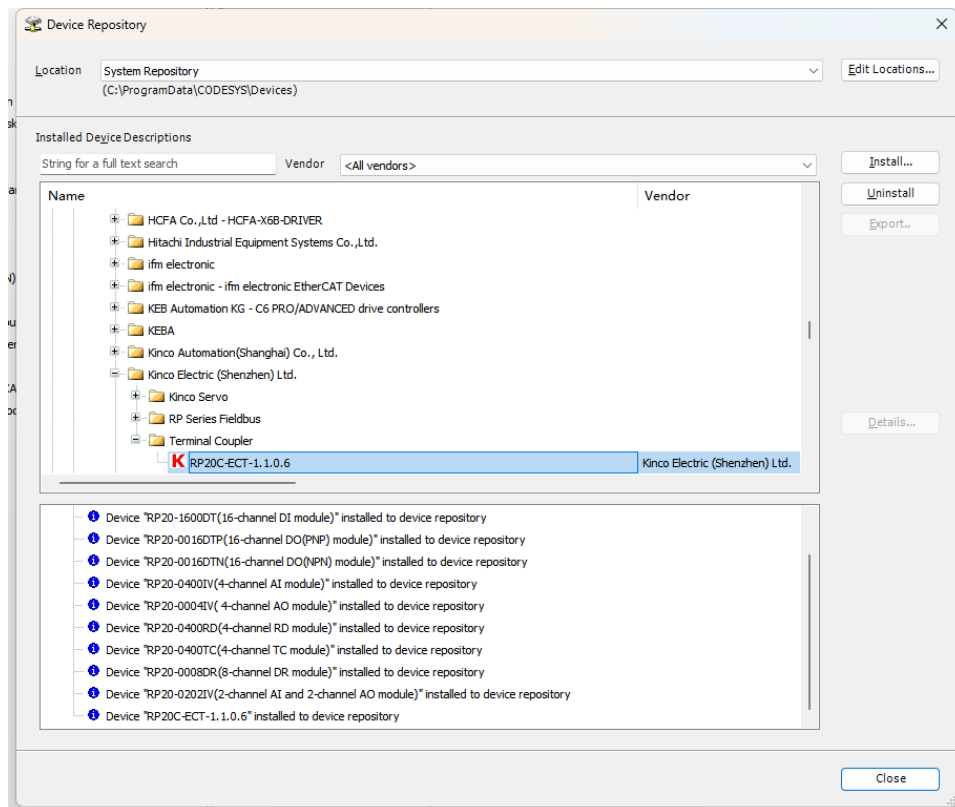 Device Repository
Location System Repository Edit Locations...
(C:\ProgramData\CODESYS\Devices)
Installed Device Descriptions
String for a full text search Vendor <All vendors> Install...
Name Vendor Uninstall
HCFA Co.,Ltd - HCFA-X6B-DRIVER Export..
Hitachi Industrial Equipment Systems Co.,Ltd.
ifm electronic
ifm electronic - ifm electronic EtherCAT Devices
KEB Automation KG - C6 PRO/ADVANCED drive controllers
KEBA
Kinco Automation(Shanghai) Co., Ltd.
Kinco Electric (Shenzhen) Ltd.
Kinco Servo
RP Series Fieldbus
Details...
Terminal Coupler
K RP20C-ECT-1.1.0.6 Kinco Electric (Shenzhen) Ltd.
Device "RP20-1600DT(16-channel DI module)" installed to device repository
Device "RP20-0016DTP(16-channel DO(PNP) module)" installed to device repository
Device "RP20-0016DTN(16-channel DO(NPN) module)" installed to device repository
Device "RP20-0400IV(4-channel AI module)" installed to device repository
Device "RP20-0004IV( 4-channel AO module)" installed to device repository
Device "RP20-0400RD(4-channel RD module)" installed to device repository
Device "RP20-0400TC(4-channel TC module)" installed to device repository
Device "RP20-0008DR(8-channel DR module)" installed to device repository
Device "RP20-0202IV(2-channel AI and 2-channel AO module)" installed to device repository
Device "RP20C-ECT-1.1.0.6" installed to device repository
Close